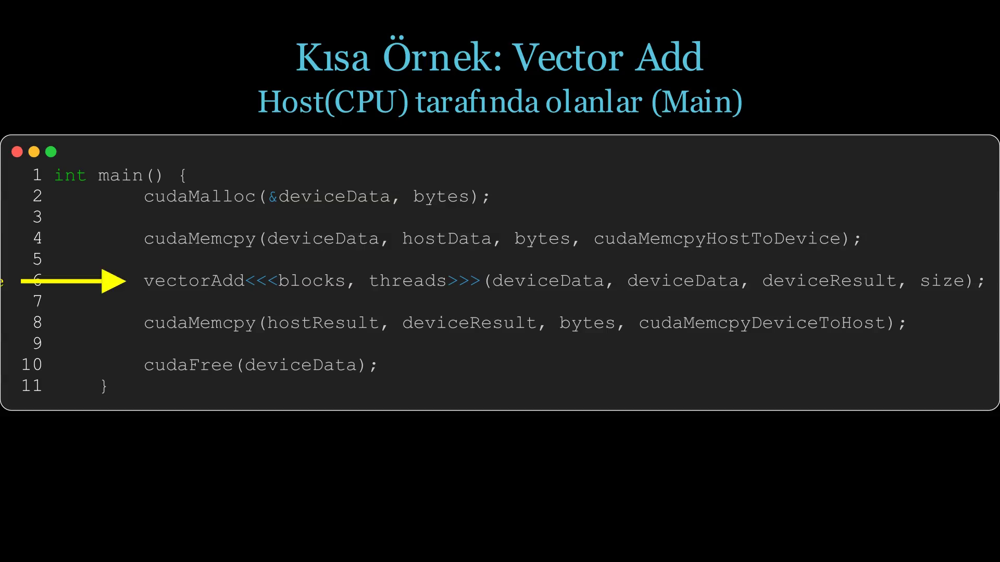 Kısa Örnek: Vector Add
Host(CPU) tarafında olanlar (Main)
1 int main() {
2 cudaMalloc(&deviceData, bytes);
3
4 cudaMemcpy(deviceData, hostData, bytes, cudaMemcpyHostToDevice);
5
6 vectorAdd<<<blocks, threads>>>(deviceData, deviceData, deviceResult, size);
7
8 cudaMemcpy(hostResult, deviceResult, bytes, cudaMemcpyDeviceToHost);
9
10 cudaFree(deviceData);
11 }